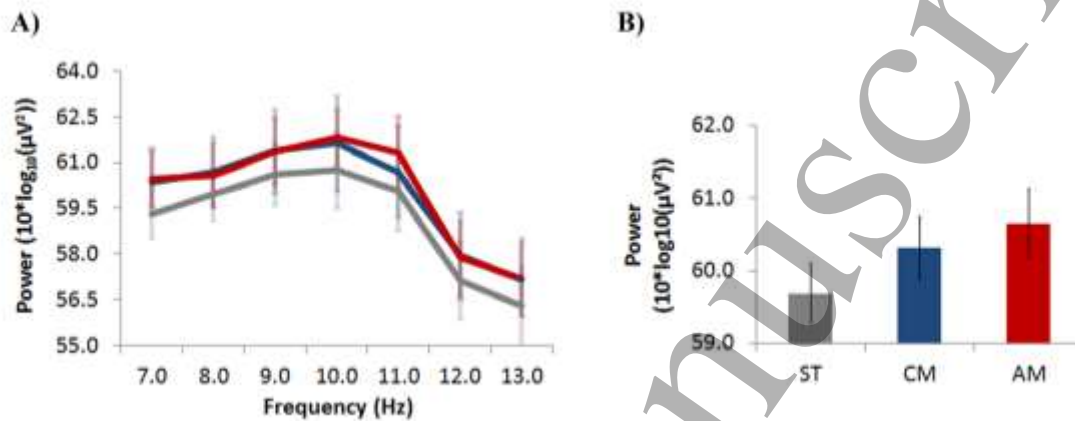 A)
Power (10*log₁₀(µV²))
64.0
62.5
61.0
59.5
58.0
56.5
55.0
7.0 8.0 9.0 10.0 11.0 12.0 13.0
Frequency (Hz)
B)
Power
(10*log10(µV²))
62.0
61.0
60.0
59.0
ST CM AM
nuscri